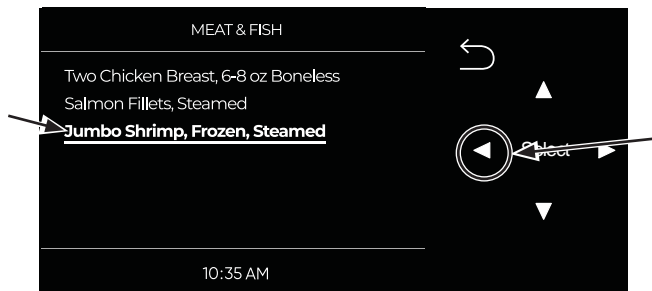 MEAT & FISH
Two Chicken Breast, 6-8 oz Boneless
Salmon Fillets, Steamed
Jumbo Shrimp, Frozen, Steamed
Select
10:35 AM